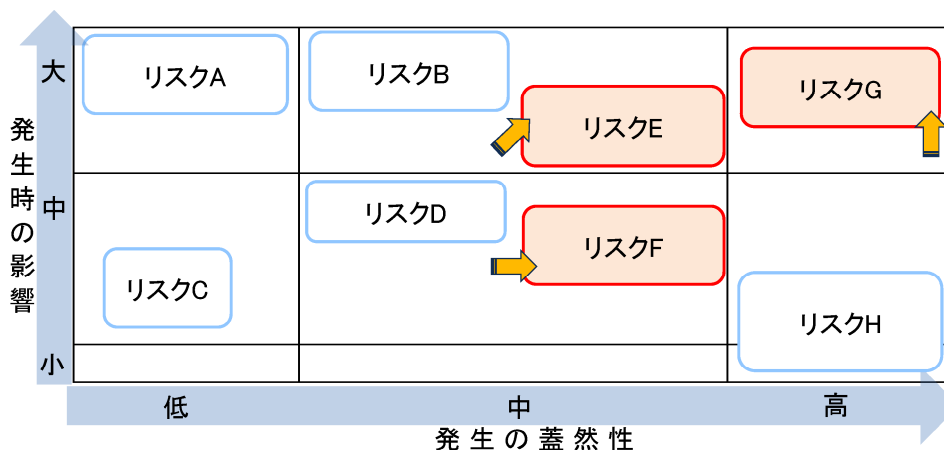 大
中
小
発生時の影響
リスクA
リスクB
リスクE
リスクG
リスクC
リスクD
リスクF
リスクH
低
中
高
発生の蓋然性